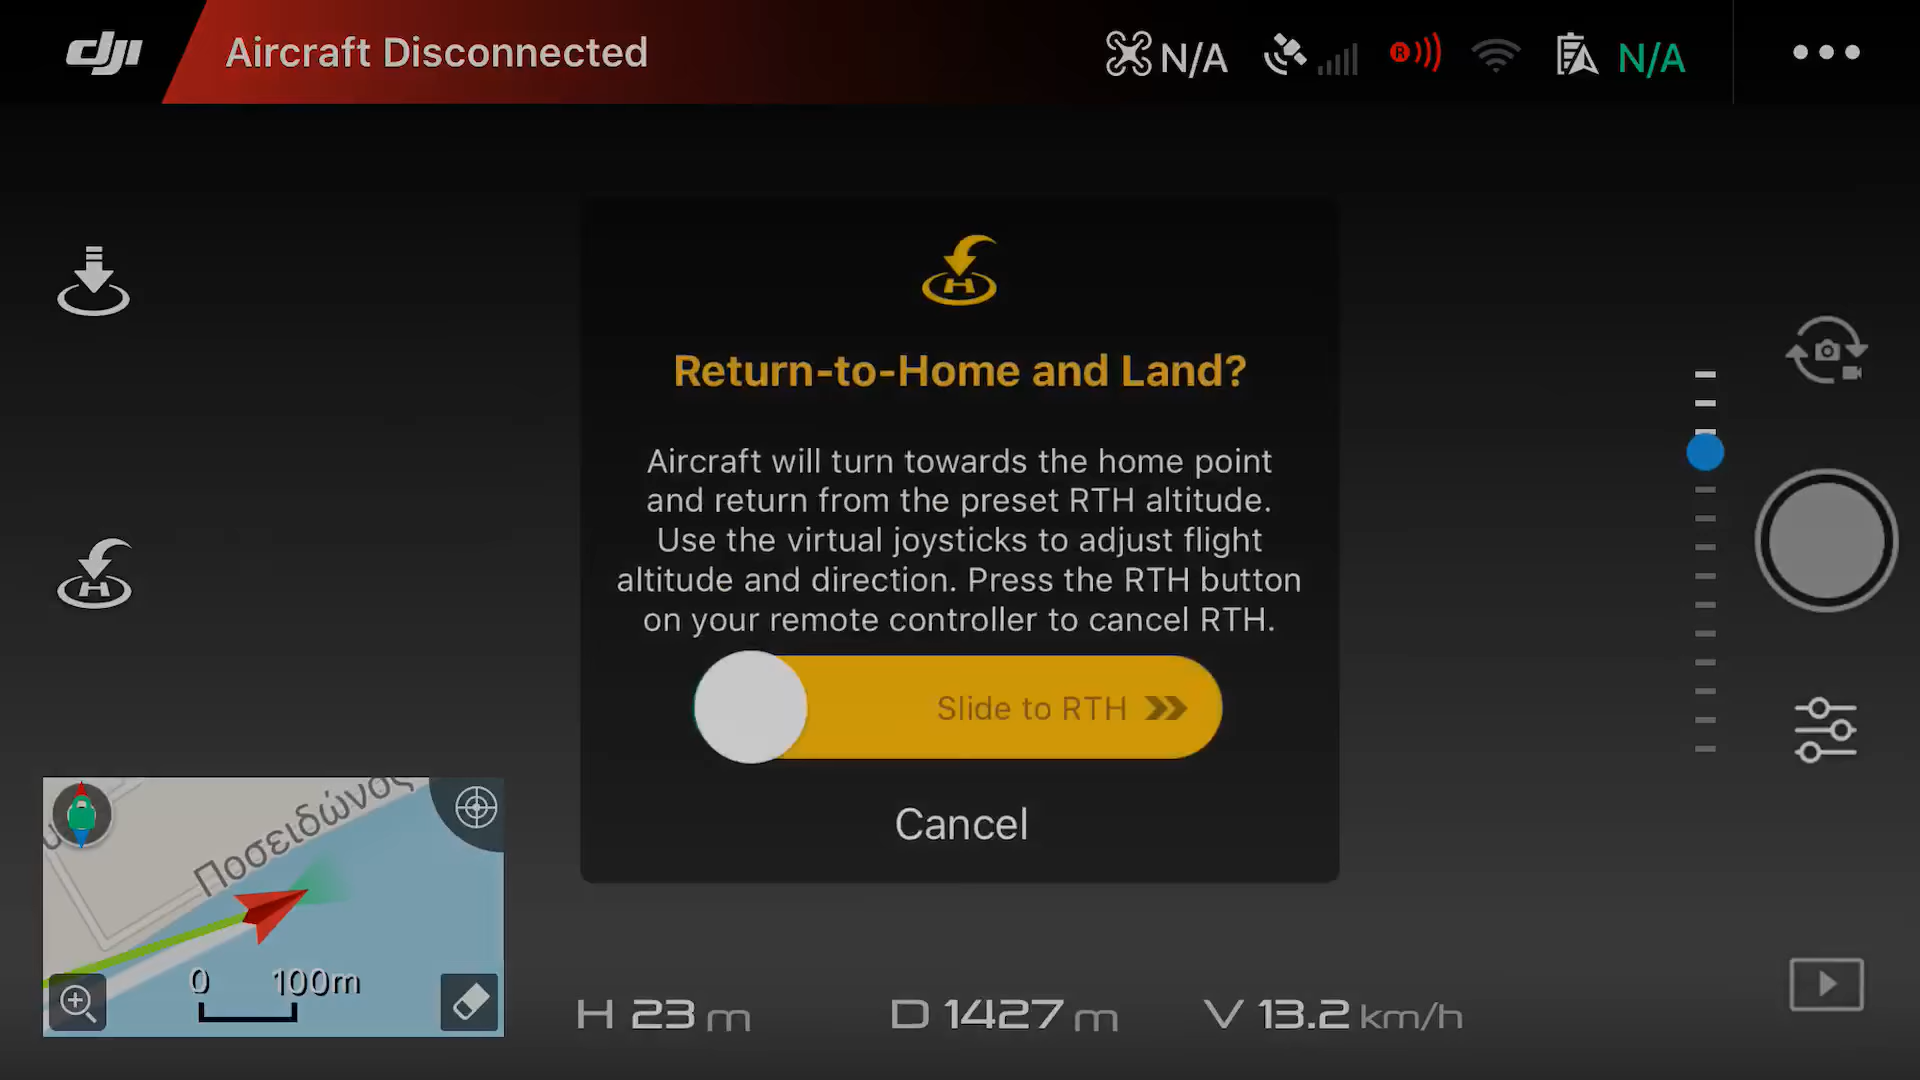 dji
Aircraft Disconnected
N/A
R
N/A
H
Return-to-Home and Land?
Aircraft will turn towards the home point
and return from the preset RTH altitude.
Use the virtual joysticks to adjust flight
altitude and direction. Press the RTH button
on your remote controller to cancel RTH.
Slide to RTH
Cancel
H
Ποσειδώνος
0 100m
H 23 m
D 1427 m
V 13.2 km/h